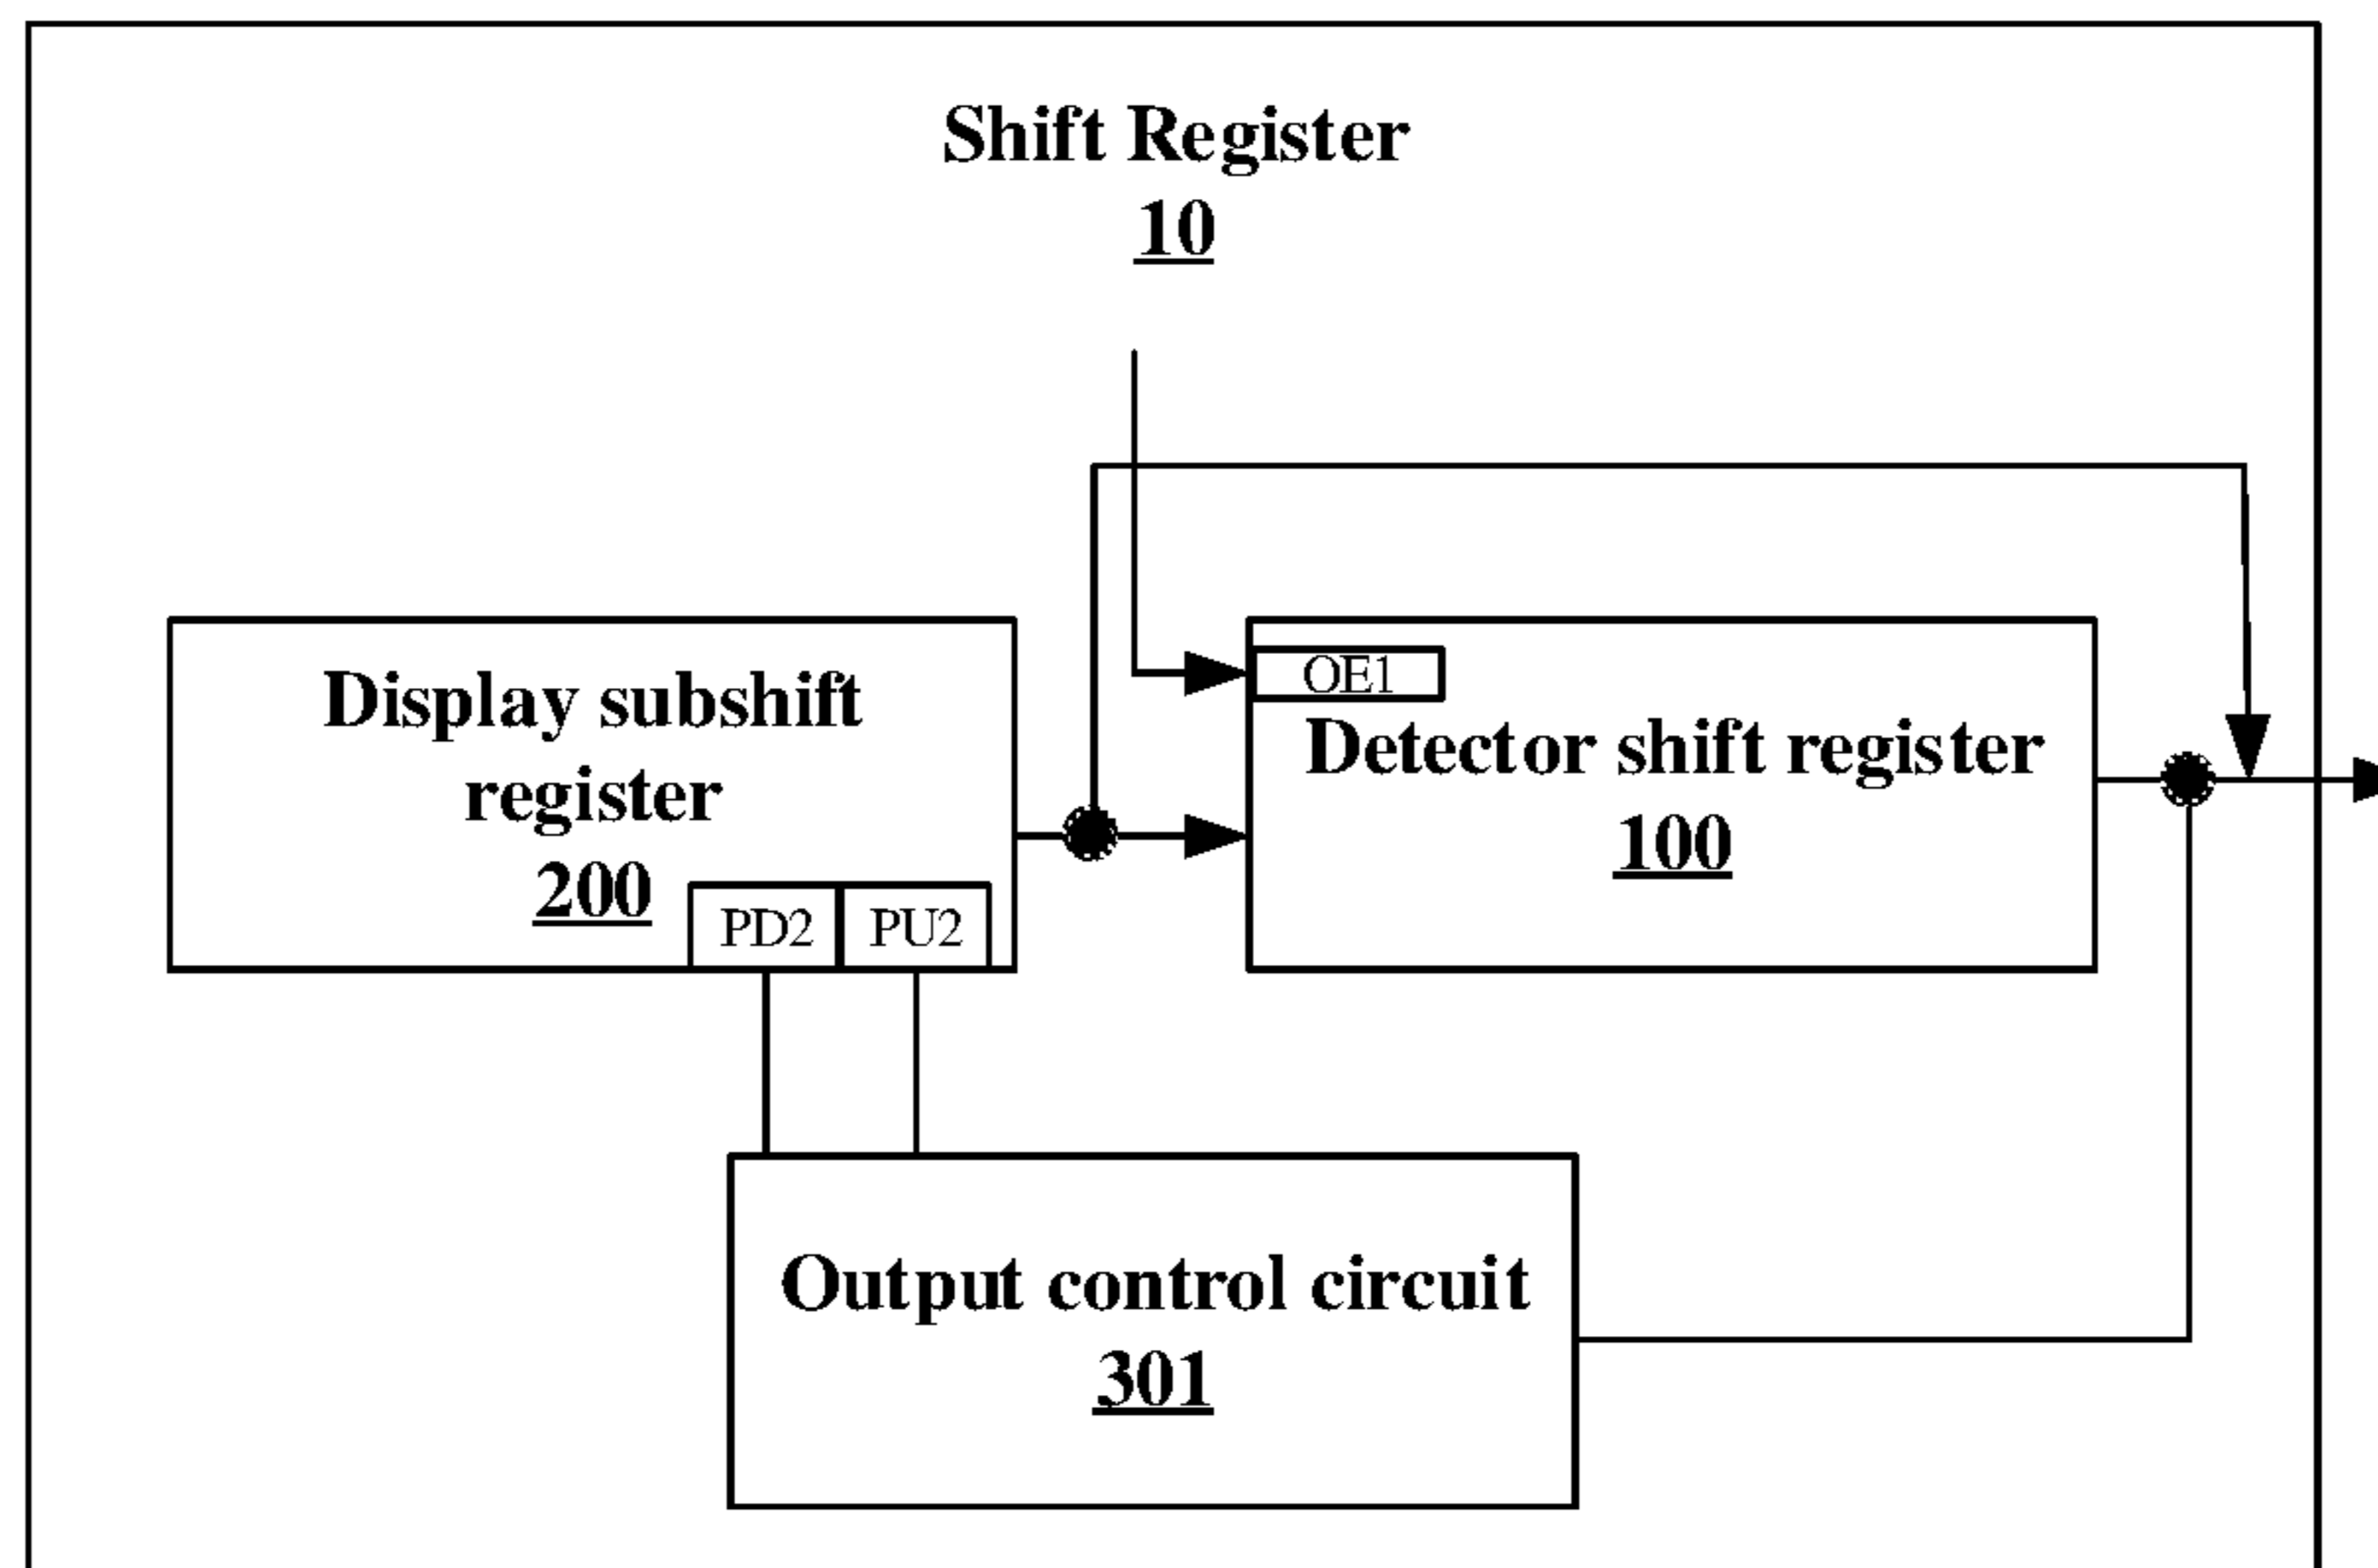 Shift Register
10
OE1
Display subshift
register
200
Detector shift register
100
PD2
PU2
Output control circuit
301